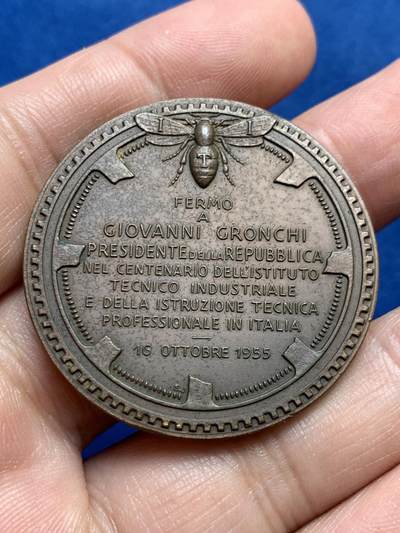 I T I
FERMO
A
GIOVANNI GRONCHI
PRESIDENTE DELLA REPUBBLICA
NEL CENTENARIO DELL'ISTITUTO
TECNICO INDUSTRIALE
E DELLA ISTRUZIONE TECNICA
PROFESSIONALE IN ITALIA
16 OTTOBRE 1955